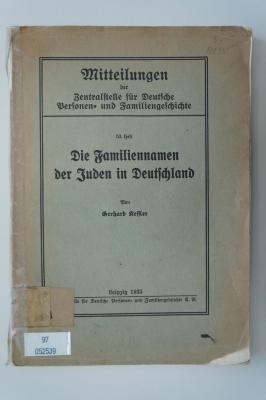 Mitteilungen
der
Zentralstelle für Deutsche
Personen- und Familiengeschichte
53. Heft
Die Familiennamen
der Juden in Deutschland
Von
Gerhard Kessler
Leipzig 1935
für Deutsche Personen- und Familiengeschichte E. V.
97
052539